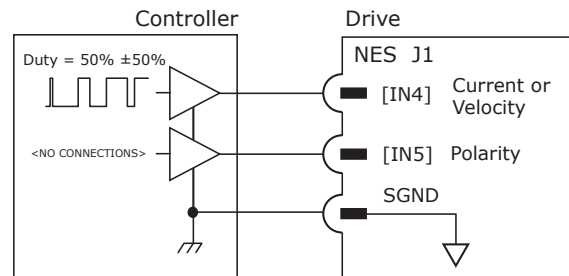 Controller
Drive
Duty = 50% ±50%
NES J1
[IN4]
Current or
Velocity
<NO CONNECTIONS>
[IN5]
Polarity
SGND